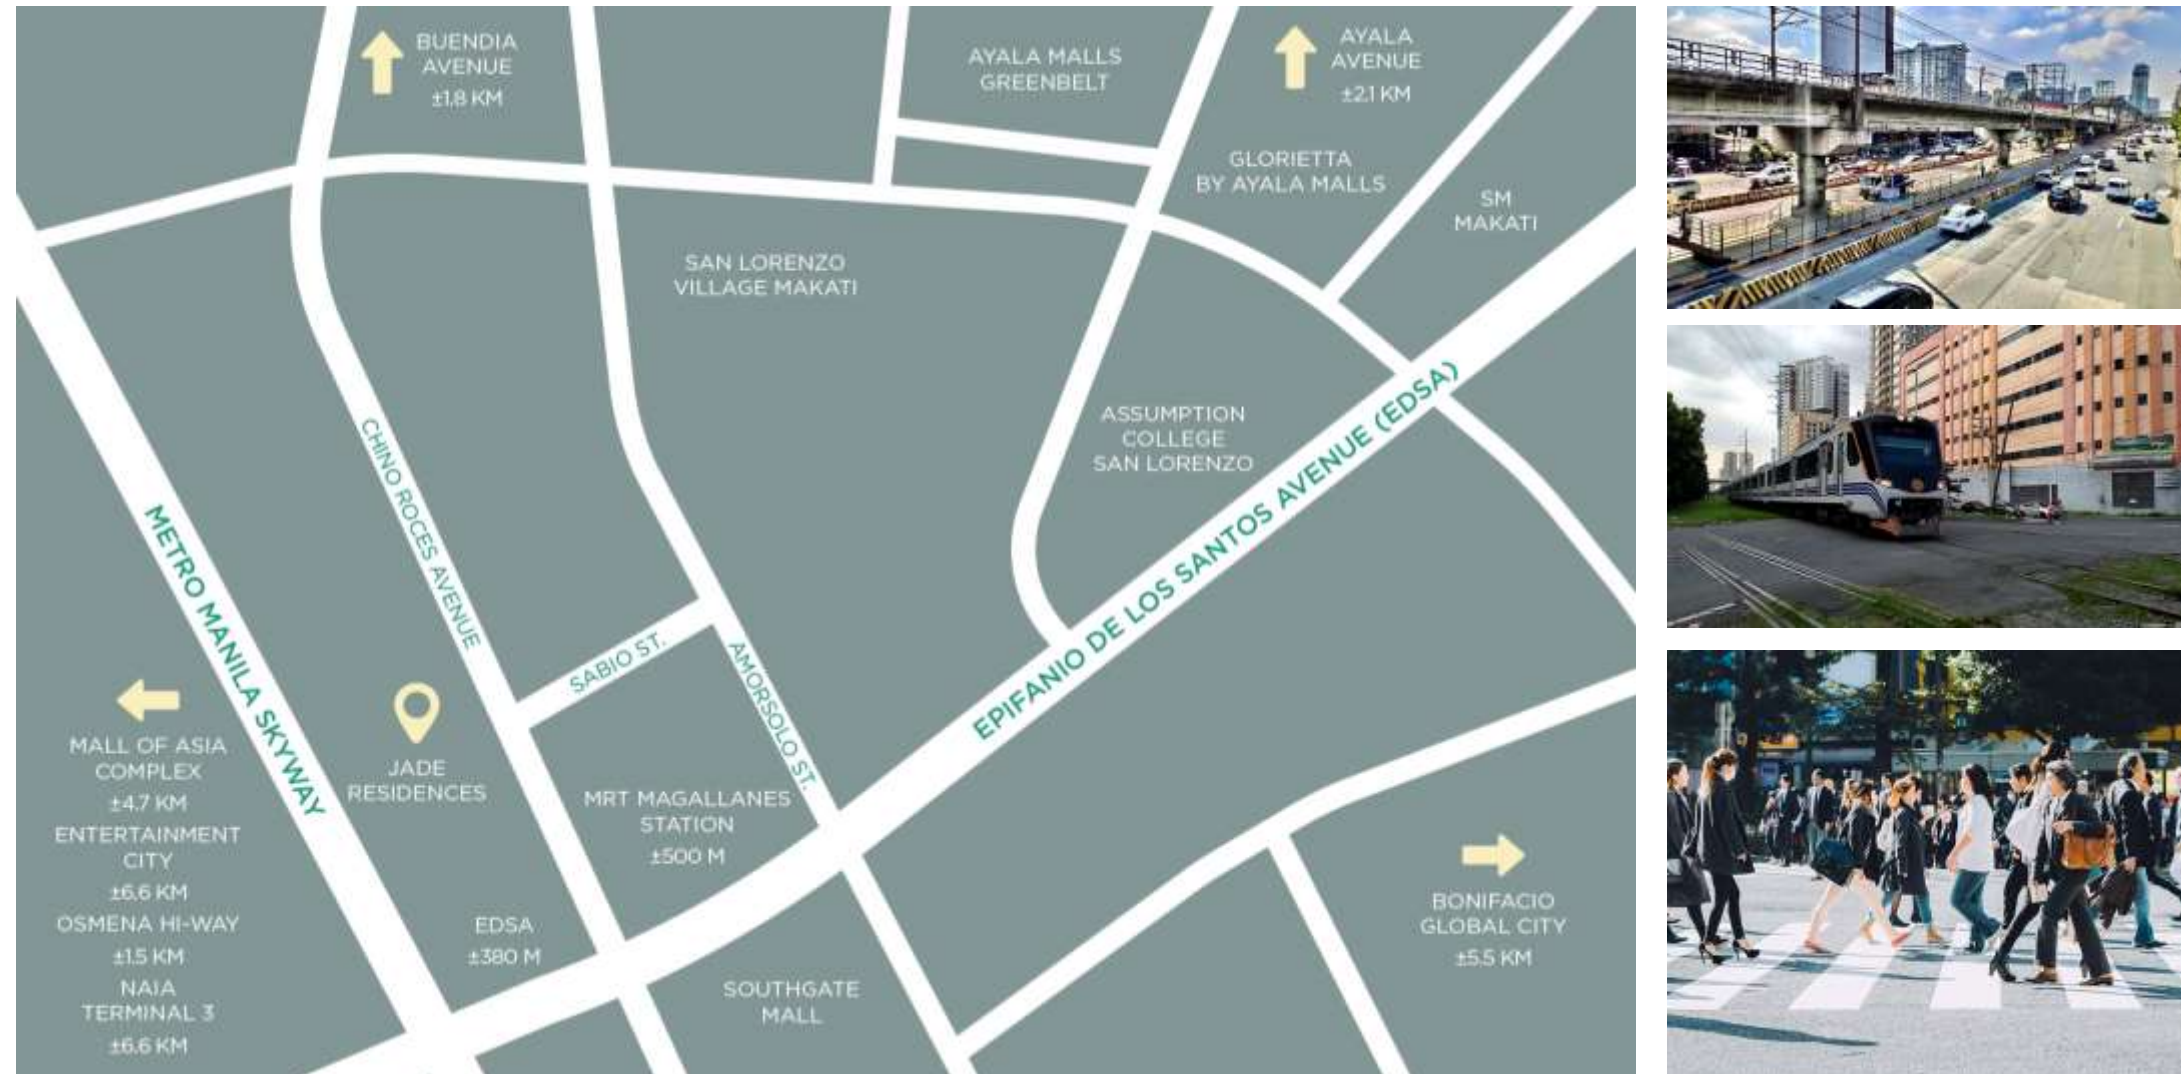 BUENDIA
AVENUE
±1.8 KM
AYALA MALLS
GREENBELT
AYALA
AVENUE
±2.1 KM
GLORIETTA
BY AYALA MALLS
SM
MAKATI
SAN LORENZO
VILLAGE MAKATI
ASSUMPTION
COLLEGE
SAN LORENZO
EPIFANIO DE LOS SANTOS AVENUE (EDSA)
CHINO ROCES AVENUE
METRO MANILA SKYWAY
SABIO ST.
AMORSOLO ST.
MALL OF ASIA
COMPLEX
±4.7 KM
ENTERTAINMENT
CITY
±6.6 KM
OSMENA HI-WAY
±1.5 KM
NAIA
TERMINAL 3
±6.6 KM
JADE
RESIDENCES
MRT MAGALLANES
STATION
±500 M
EDSA
±380 M
SOUTHGATE
MALL
BONIFACIO
GLOBAL CITY
±5.5 KM